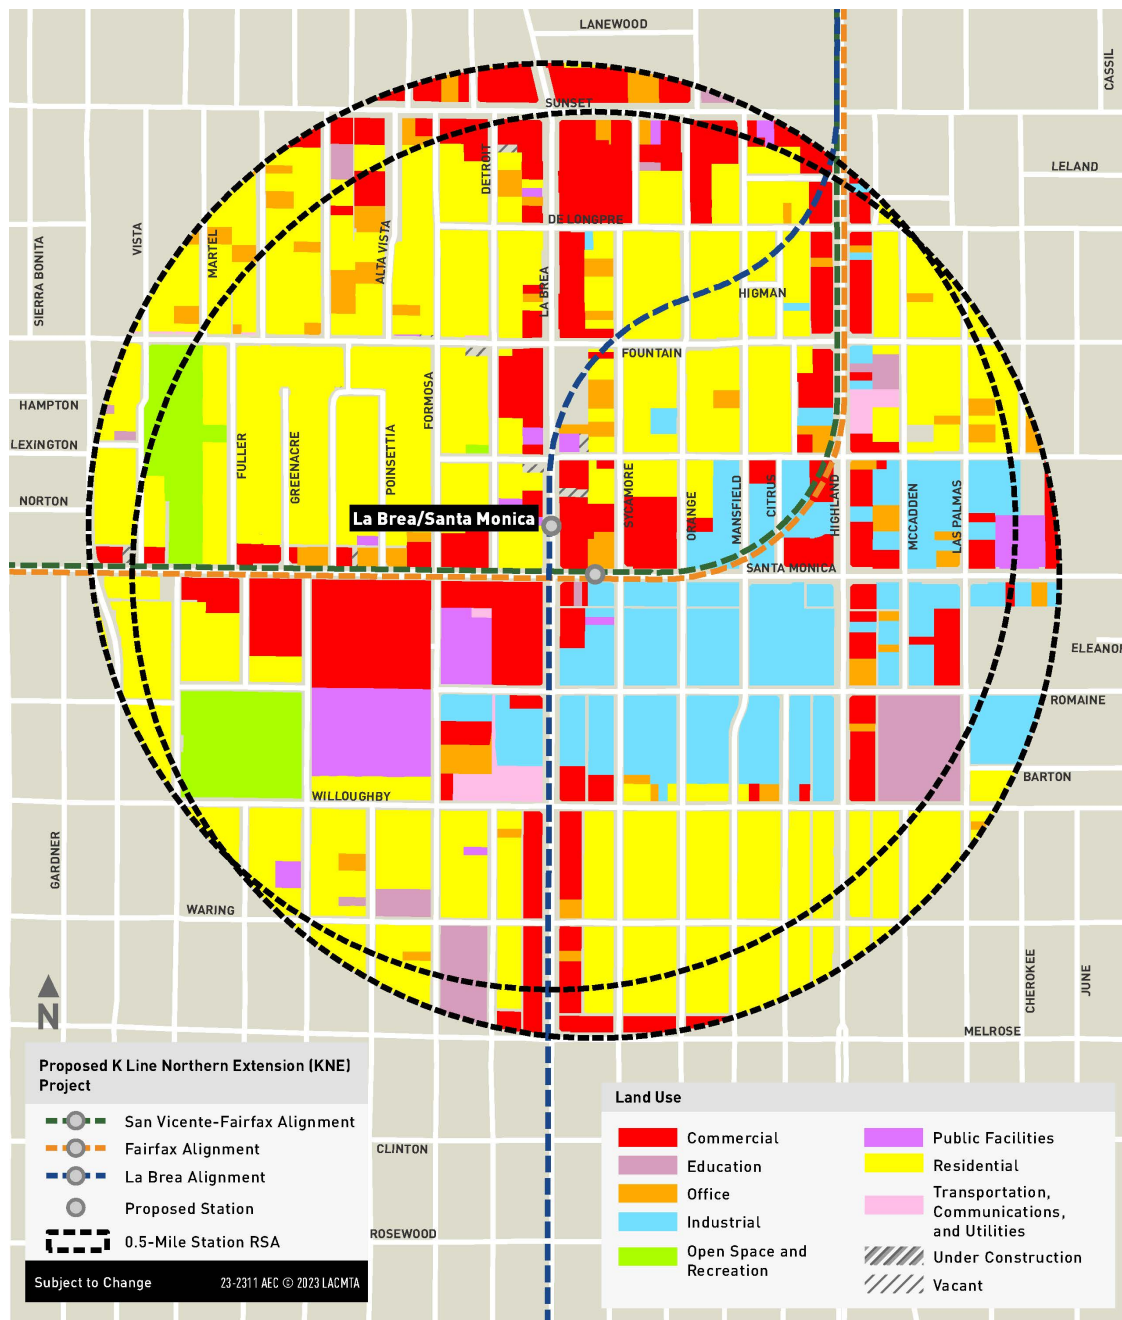 LANEWOOD
CASSIL
SUNSET
DETROIT
LELAND
DE LONGPRE
SIERRA BONITA
VISTA
MARTEL
ALTA VISTA
LA BREA
HIGMAN
FOUNTAIN
HAMPTON
FORMOSA
LEXINGTON
FULLER
GREENACRE
POINSETTIA
NORTON
SYCAMORE
ORANGE
MANSFIELD
CITRUS
HIGHLAND
MCCADDEN
LAS PALMAS
La Brea/Santa Monica
SANTA MONICA
ELEANOR
ROMAINE
BARTON
WILLOUGHBY
GARDNER
WARING
CHEROKEE
JUNE
N
MELROSE
CLINTON
ROSEWOOD
Proposed K Line Northern Extension (KNE)
Project
San Vicente-Fairfax Alignment
Fairfax Alignment
La Brea Alignment
Proposed Station
0.5-Mile Station RSA
Subject to Change 23-2311 AEC © 2023 LACMTA
Land Use
Commercial
Education
Office
Industrial
Open Space and
Recreation
Public Facilities
Residential
Transportation,
Communications,
and Utilities
Under Construction
Vacant